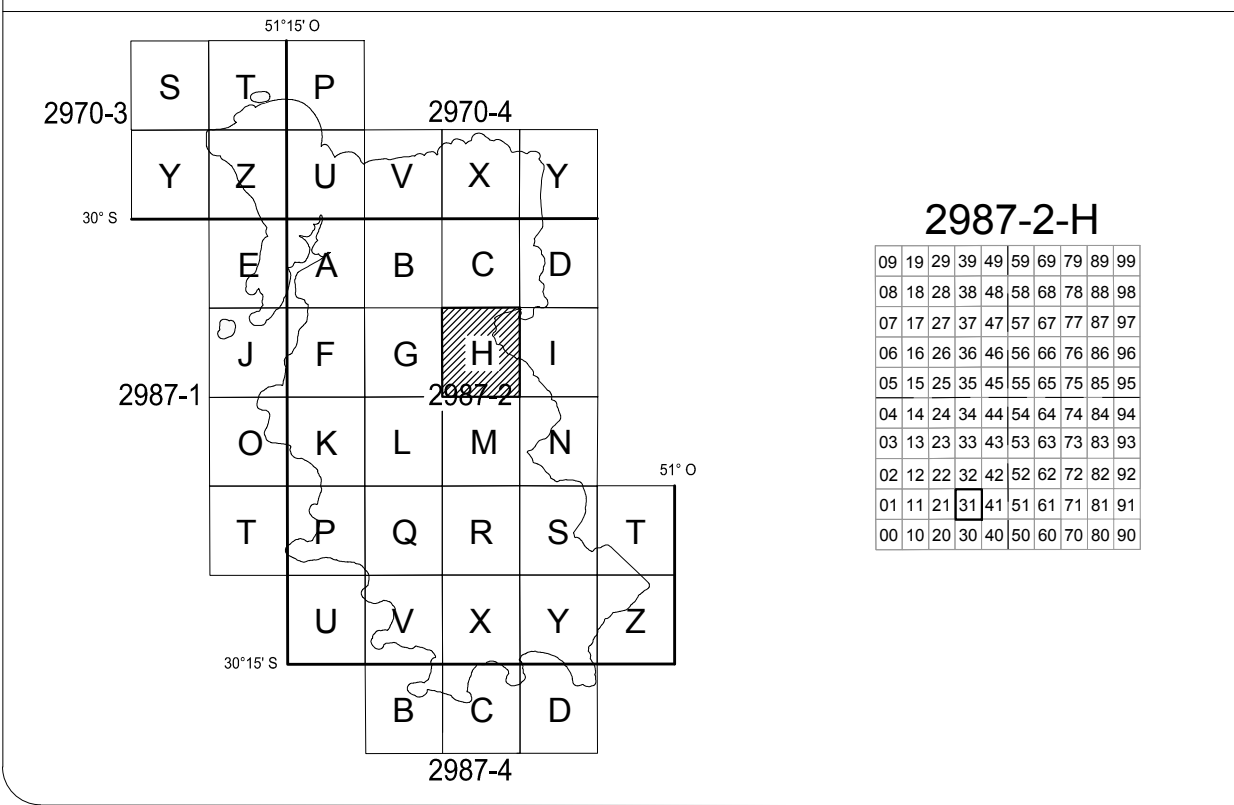 51°15' O
S T P
2970-3 2970-4
Y Z U V X Y
30° S
E A B C D
J F G H I
2987-1 2987-2
O K L M N
51° O
T P Q R S T
U V X Y Z
30°15' S
B C D
2987-4
2987-2-H
09 19 29 39 49 59 69 79 89 99
08 18 28 38 48 58 68 78 88 98
07 17 27 37 47 57 67 77 87 97
06 16 26 36 46 56 66 76 86 96
05 15 25 35 45 55 65 75 85 95
04 14 24 34 44 54 64 74 84 94
03 13 23 33 43 53 63 73 83 93
02 12 22 32 42 52 62 72 82 92
01 11 21 31 41 51 61 71 81 91
00 10 20 30 40 50 60 70 80 90